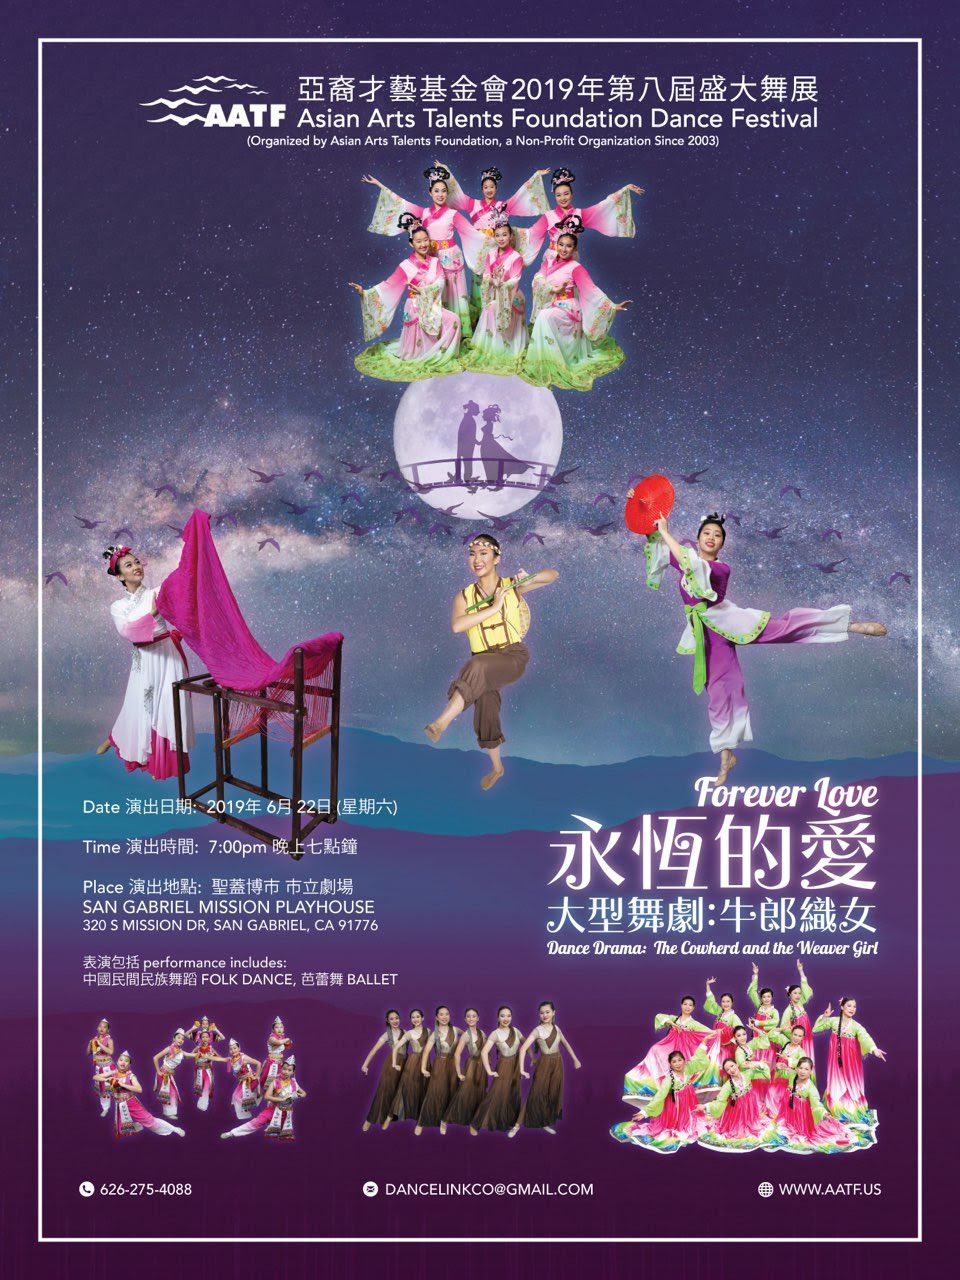 AATF
亞裔才藝基金會2019年第八屆盛大舞展
Asian Arts Talents Foundation Dance Festival
(Organized by Asian Arts Talents Foundation, a Non-Profit Organization Since 2003)
Date 演出日期: 2019年 6月 22日 (星期六)
Time 演出時間: 7:00pm 晚上七點鐘
Place 演出地點: 聖蓋博市 市立劇場
SAN GABRIEL MISSION PLAYHOUSE
320 S MISSION DR, SAN GABRIEL, CA 91776
表演包括 performance includes:
中國民間民族舞蹈 FOLK DANCE, 芭蕾舞 BALLET
Forever Love
永恆的愛
大型舞劇:牛郎織女
Dance Drama: The Cowherd and the Weaver Girl
626-275-4088
DANCELINKCO@GMAIL.COM
WWW.AATF.US